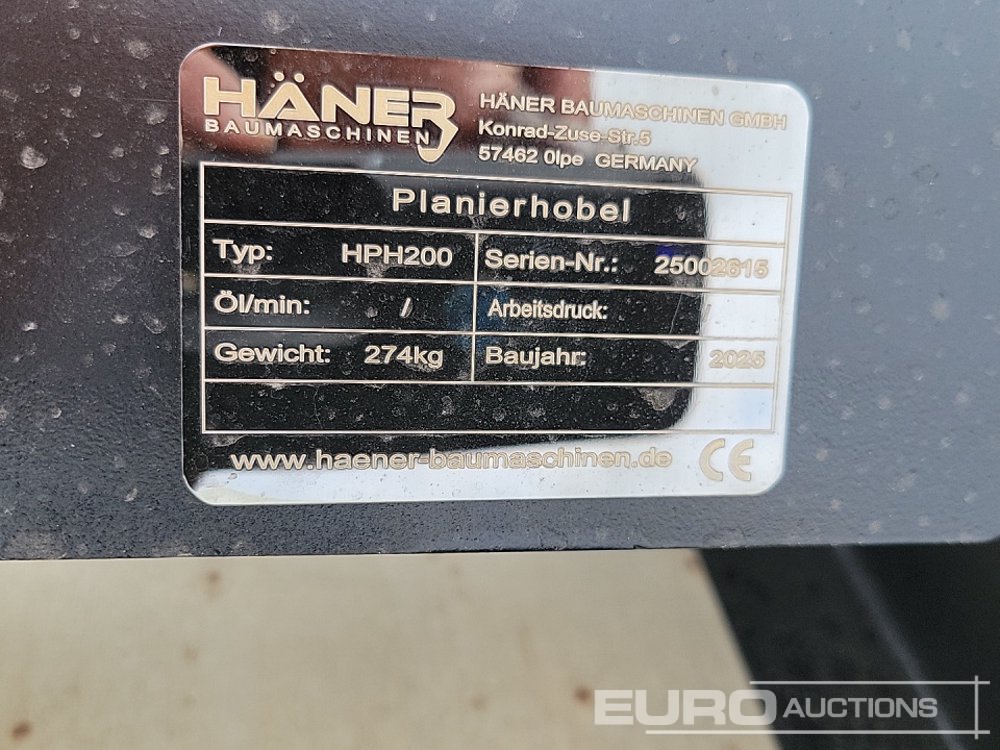 HÄNER
BAUMASCHINEN
HÄNER BAUMASCHINEN GMBH
Konrad-Zuse-Str.5
57462 Olpe GERMANY
Planierhobel
Typ: HPH200 Serien-Nr.: 25002615
Öl/min: / Arbeitsdruck: /
Gewicht: 274kg Baujahr: 2025
www.haener-baumaschinen.de CE
EURO AUCTIONS